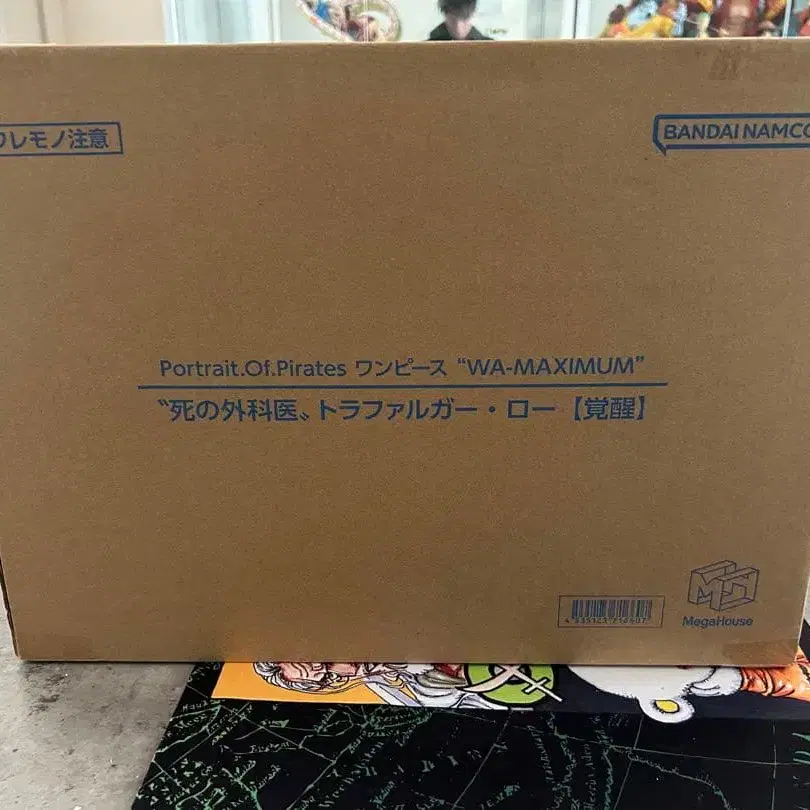 ワレモノ注意
BANDAI NAMCO
Portrait.Of.Pirates ワンピース “WA-MAXIMUM”
〝死の外科医〟トラファルガー・ロー【覚醒】
MegaHouse